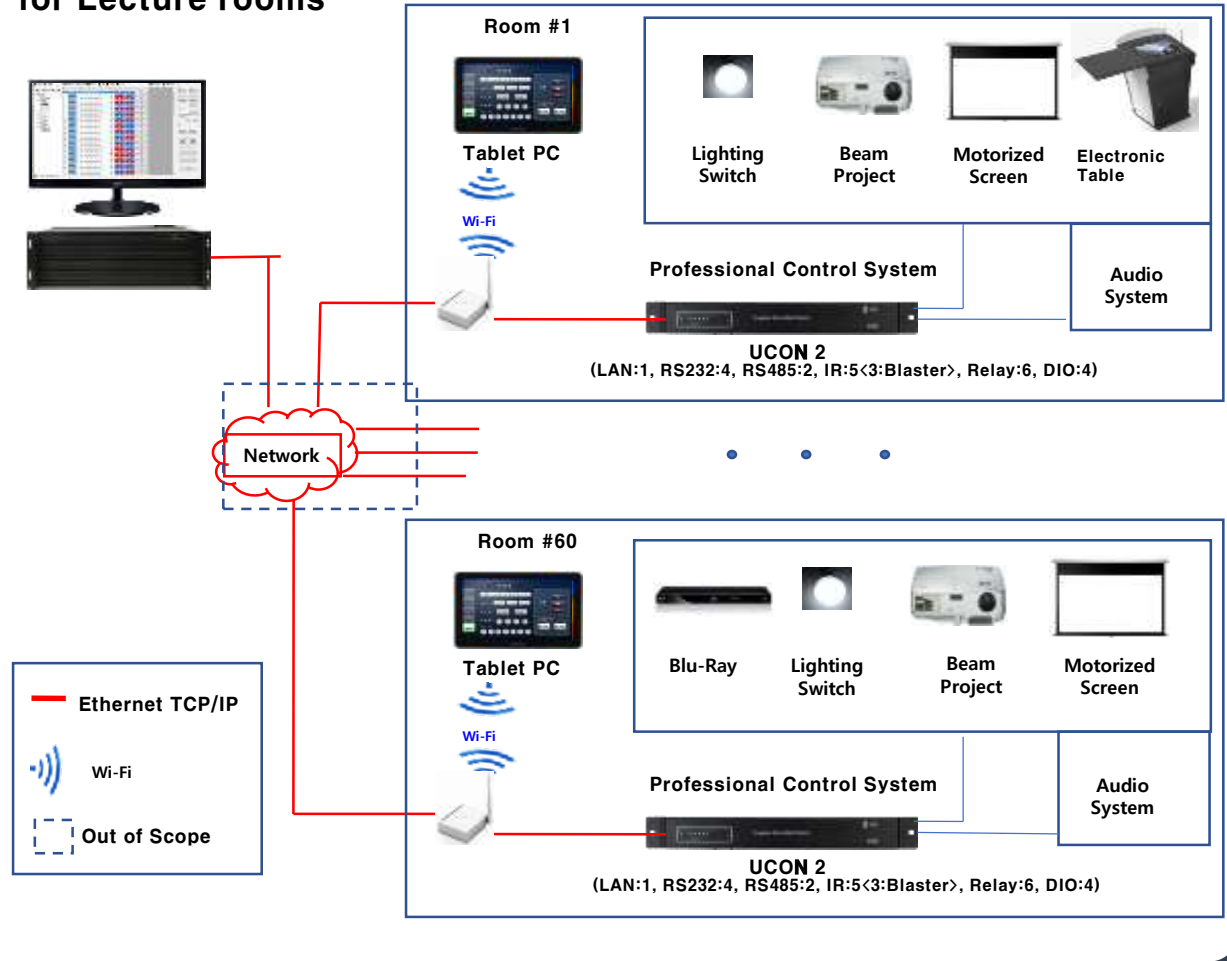 for Lecture rooms
Room #1
Tablet PC
Wi-Fi
Lighting
Switch
Beam
Project
Motorized
Screen
Electronic
Table
Professional Control System
Audio
System
UCON 2
(LAN:1, RS232:4, RS485:2, IR:5<3:Blaster>, Relay:6, DIO:4)
Network
Room #60
Tablet PC
Wi-Fi
Blu-Ray
Lighting
Switch
Beam
Project
Motorized
Screen
Professional Control System
Audio
System
UCON 2
(LAN:1, RS232:4, RS485:2, IR:5<3:Blaster>, Relay:6, DIO:4)
Ethernet TCP/IP
Wi-Fi
Out of Scope